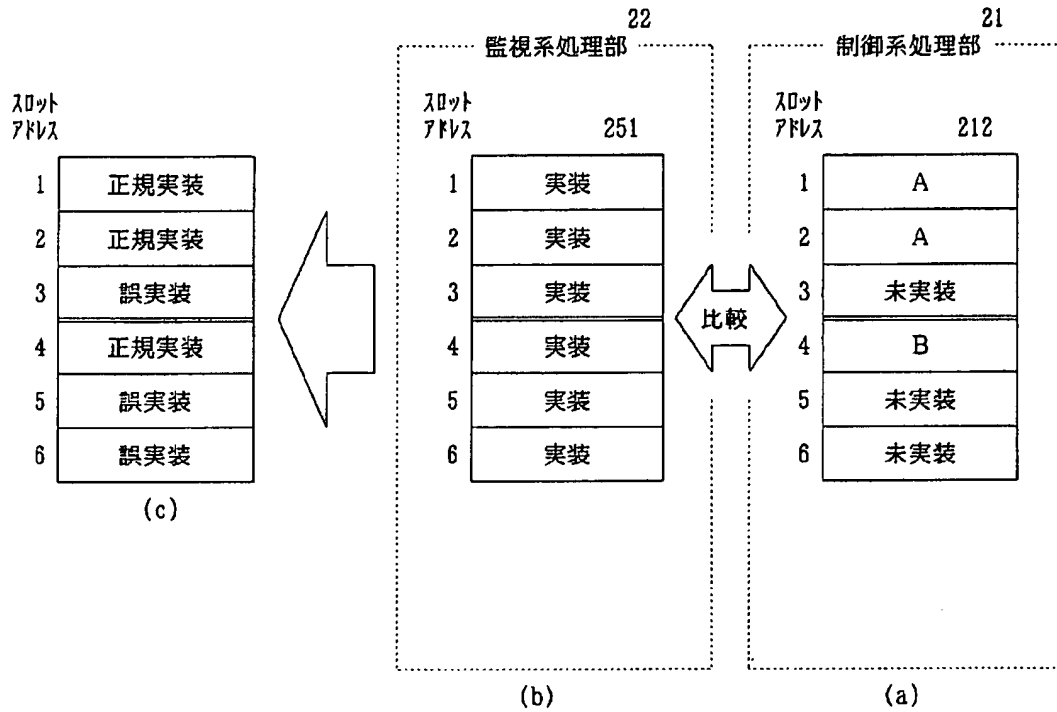 22
21
監視系処理部
制御系処理部
スロット
アドレス
1 正規実装
2 正規実装
3 誤実装
4 正規実装
5 誤実装
6 誤実装
(c)
スロット
アドレス
251
1 実装
2 実装
3 実装
4 実装
5 実装
6 実装
(b)
比較
スロット
アドレス
212
1 A
2 A
3 未実装
4 B
5 未実装
6 未実装
(a)